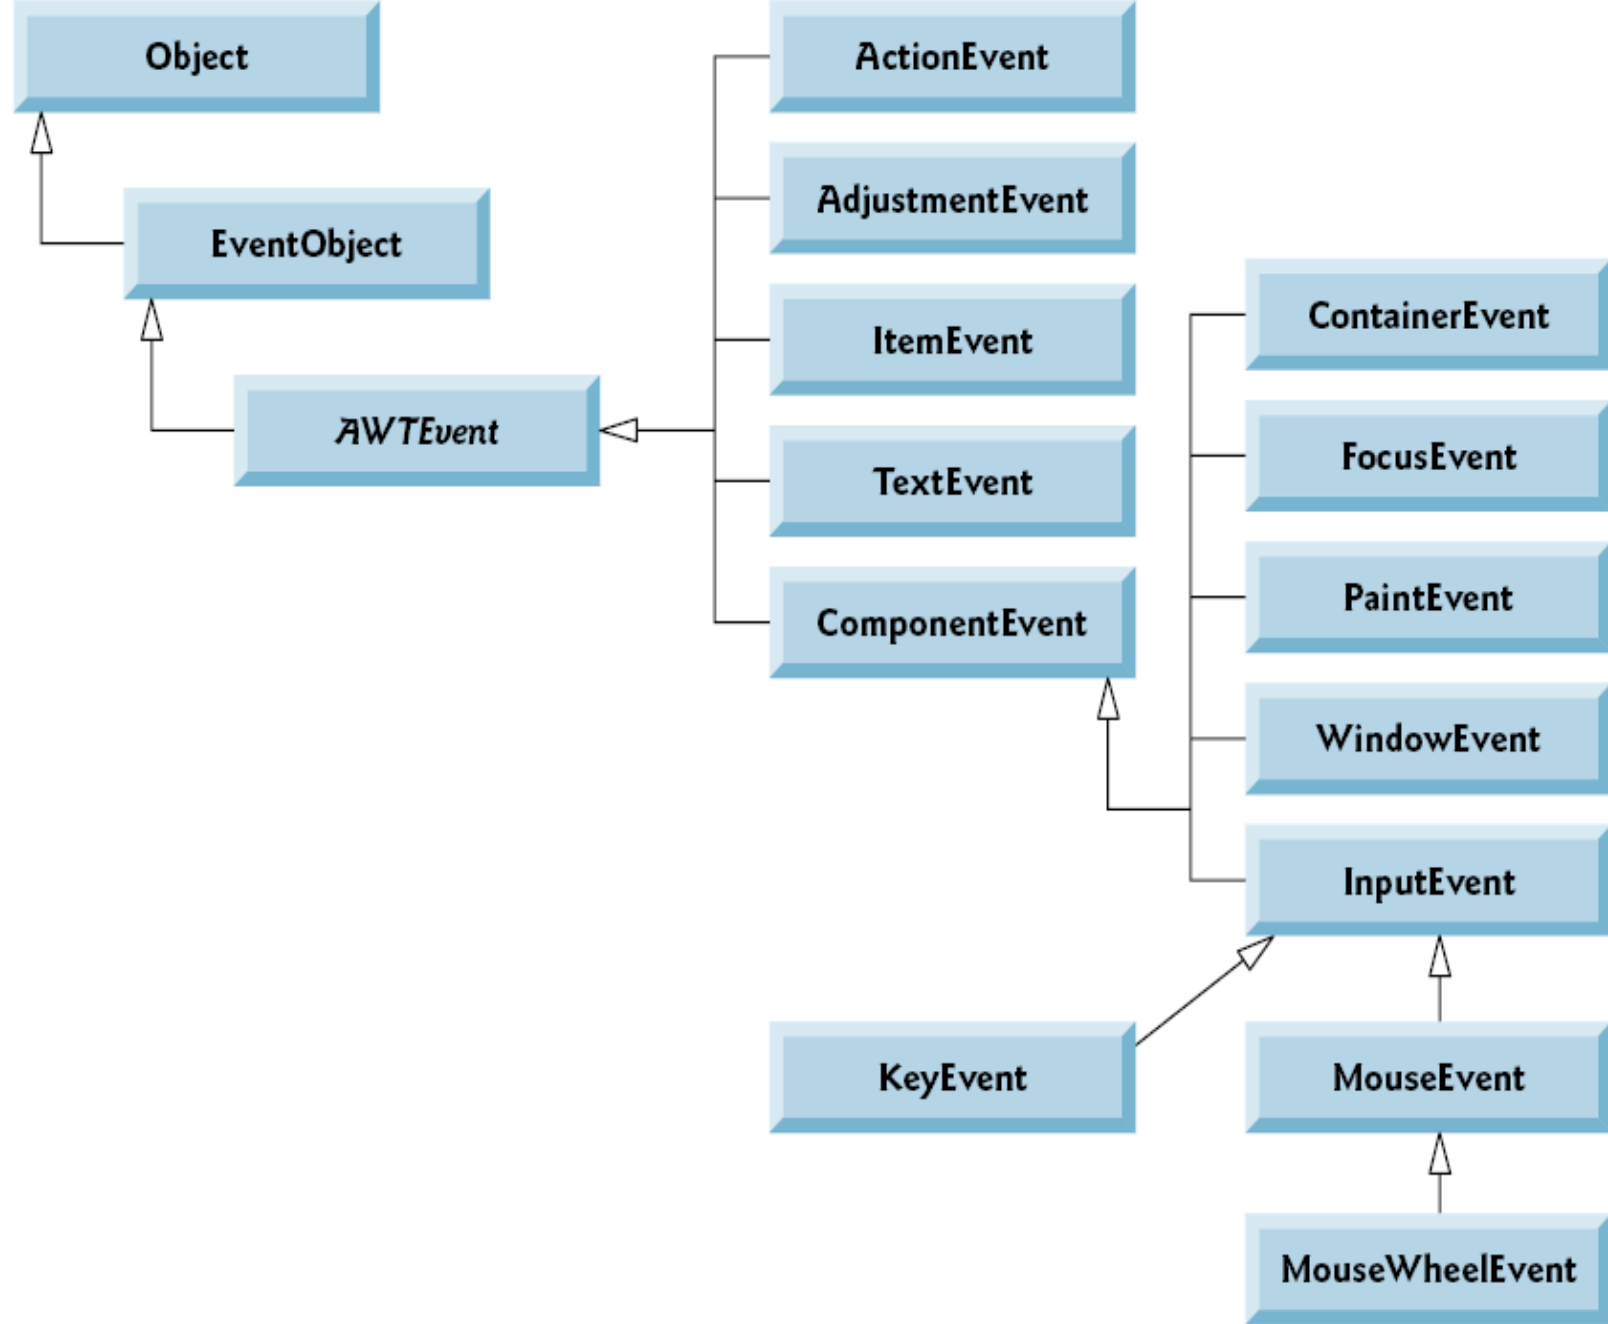 Object
EventObject
AWTEvent
ActionEvent
AdjustmentEvent
ItemEvent
TextEvent
ComponentEvent
ContainerEvent
FocusEvent
PaintEvent
WindowEvent
InputEvent
KeyEvent
MouseEvent
MouseWheelEvent